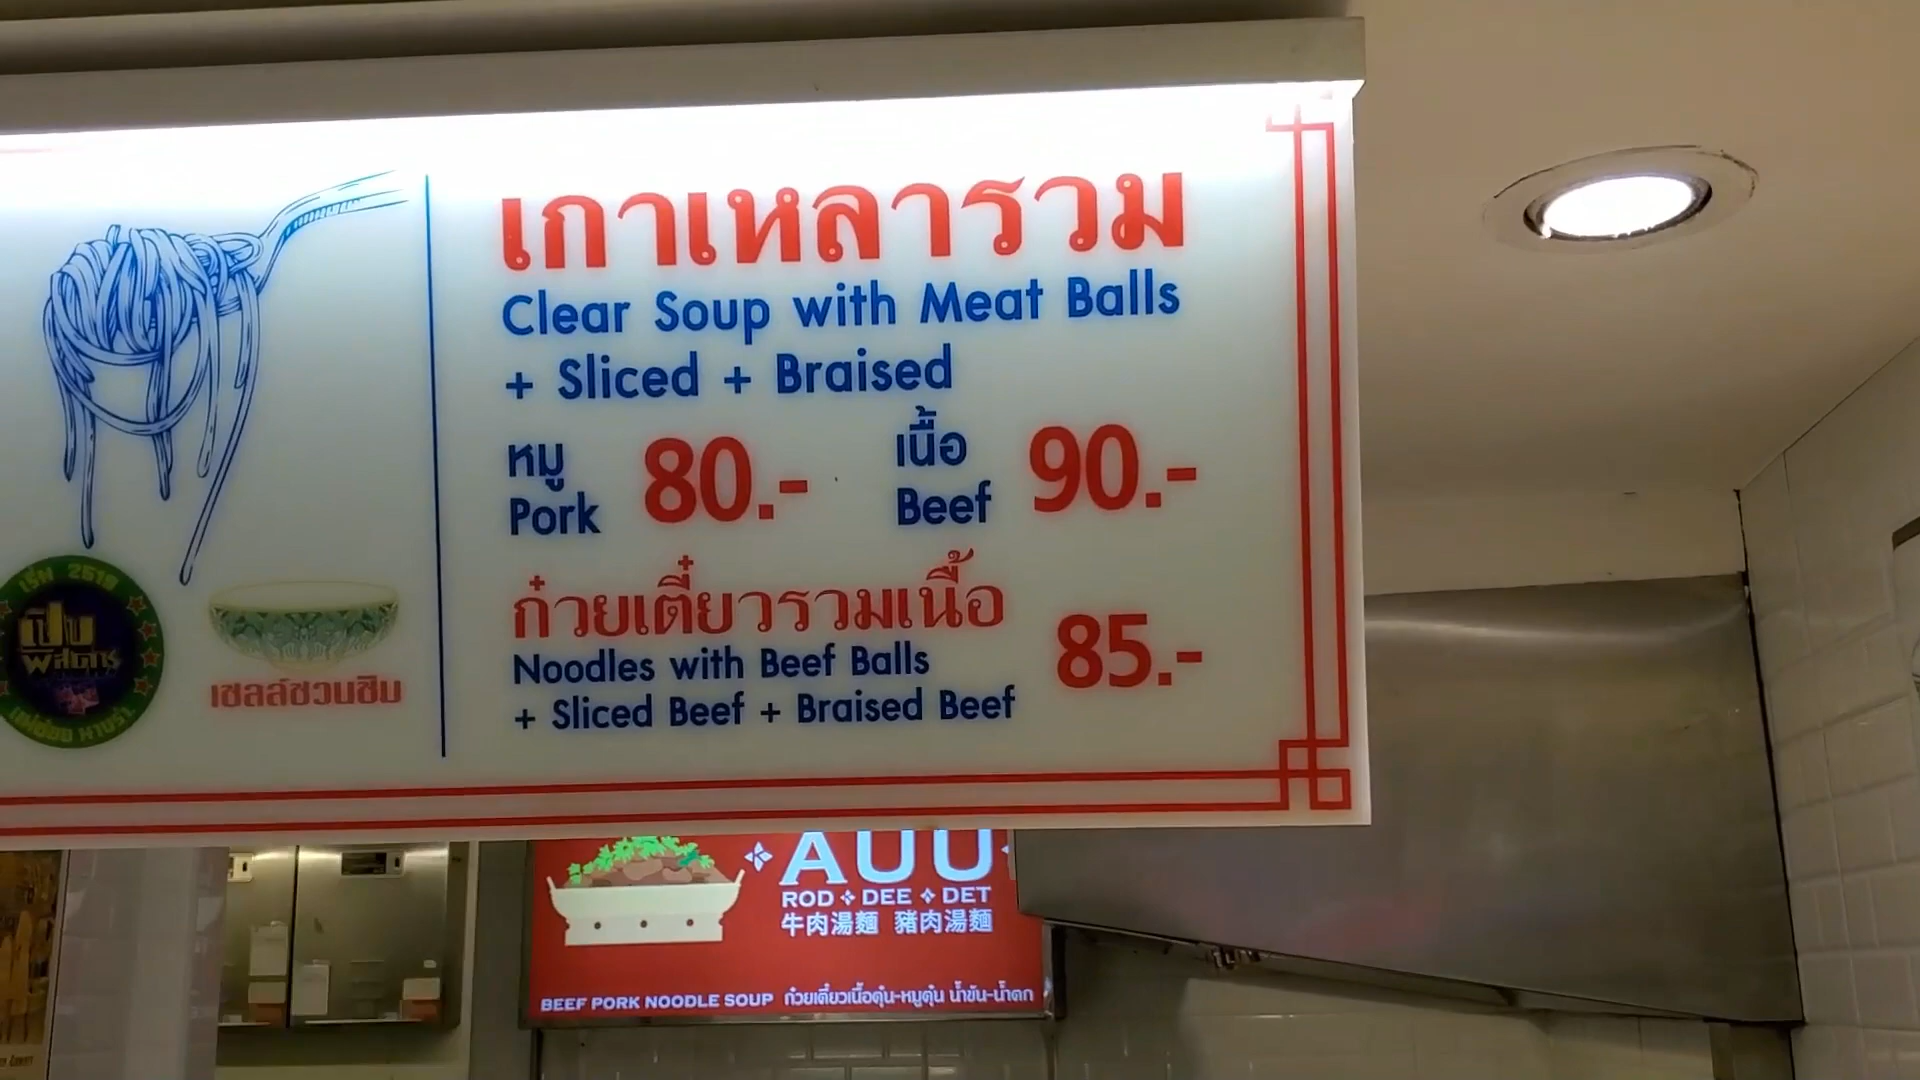 เกาเหลารวม
Clear Soup with Meat Balls
+ Sliced + Braised
หมู
Pork
80.-
เนื้อ
Beef
90.-
ก๋วยเตี๋ยวรวมเนื้อ
Noodles with Beef Balls
+ Sliced Beef + Braised Beef
85.-
เริ่ม 2519
เชลล์ชวนชิม
ROD DEE DET
牛肉湯麵 豬肉湯麵
BEEF PORK NOODLE SOUP ก๋วยเตี๋ยวเนื้อตุ๋น-หมูตุ๋น น้ำข้น-น้ำตก